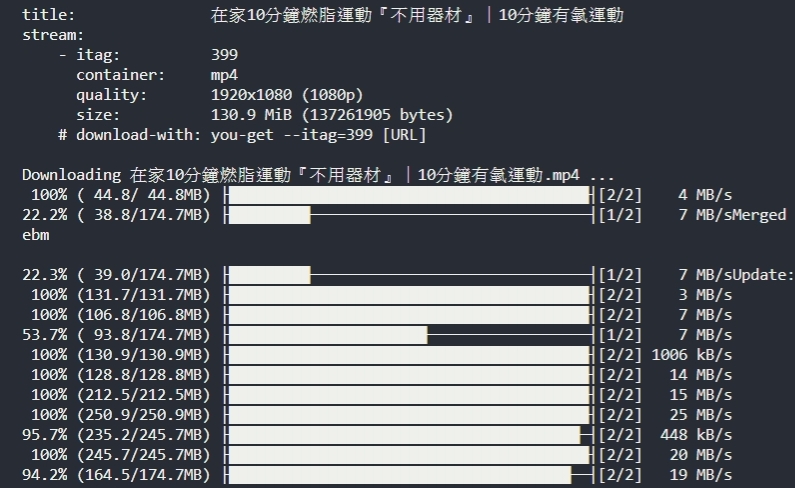 title: 在家10分鐘燃脂運動『不用器材』｜10分鐘有氧運動
stream:
- itag: 399
container: mp4
quality: 1920x1080 (1080p)
size: 130.9 MiB (137261905 bytes)
# download-with: you-get --itag=399 [URL]
Downloading 在家10分鐘燃脂運動『不用器材』｜10分鐘有氧運動.mp4 ...
100% ( 44.8/ 44.8MB) [2/2] 4 MB/s
22.2% ( 38.8/174.7MB) [1/2] 7 MB/sMerged
ebm
22.3% ( 39.0/174.7MB) [1/2] 7 MB/sUpdate:
100% (131.7/131.7MB) [2/2] 3 MB/s
100% (106.8/106.8MB) [2/2] 7 MB/s
53.7% ( 93.8/174.7MB) [1/2] 7 MB/s
100% (130.9/130.9MB) [2/2] 1006 kB/s
100% (128.8/128.8MB) [2/2] 14 MB/s
100% (212.5/212.5MB) [2/2] 15 MB/s
100% (250.9/250.9MB) [2/2] 25 MB/s
95.7% (235.2/245.7MB) [2/2] 448 kB/s
100% (245.7/245.7MB) [2/2] 20 MB/s
94.2% (164.5/174.7MB) [2/2] 19 MB/s